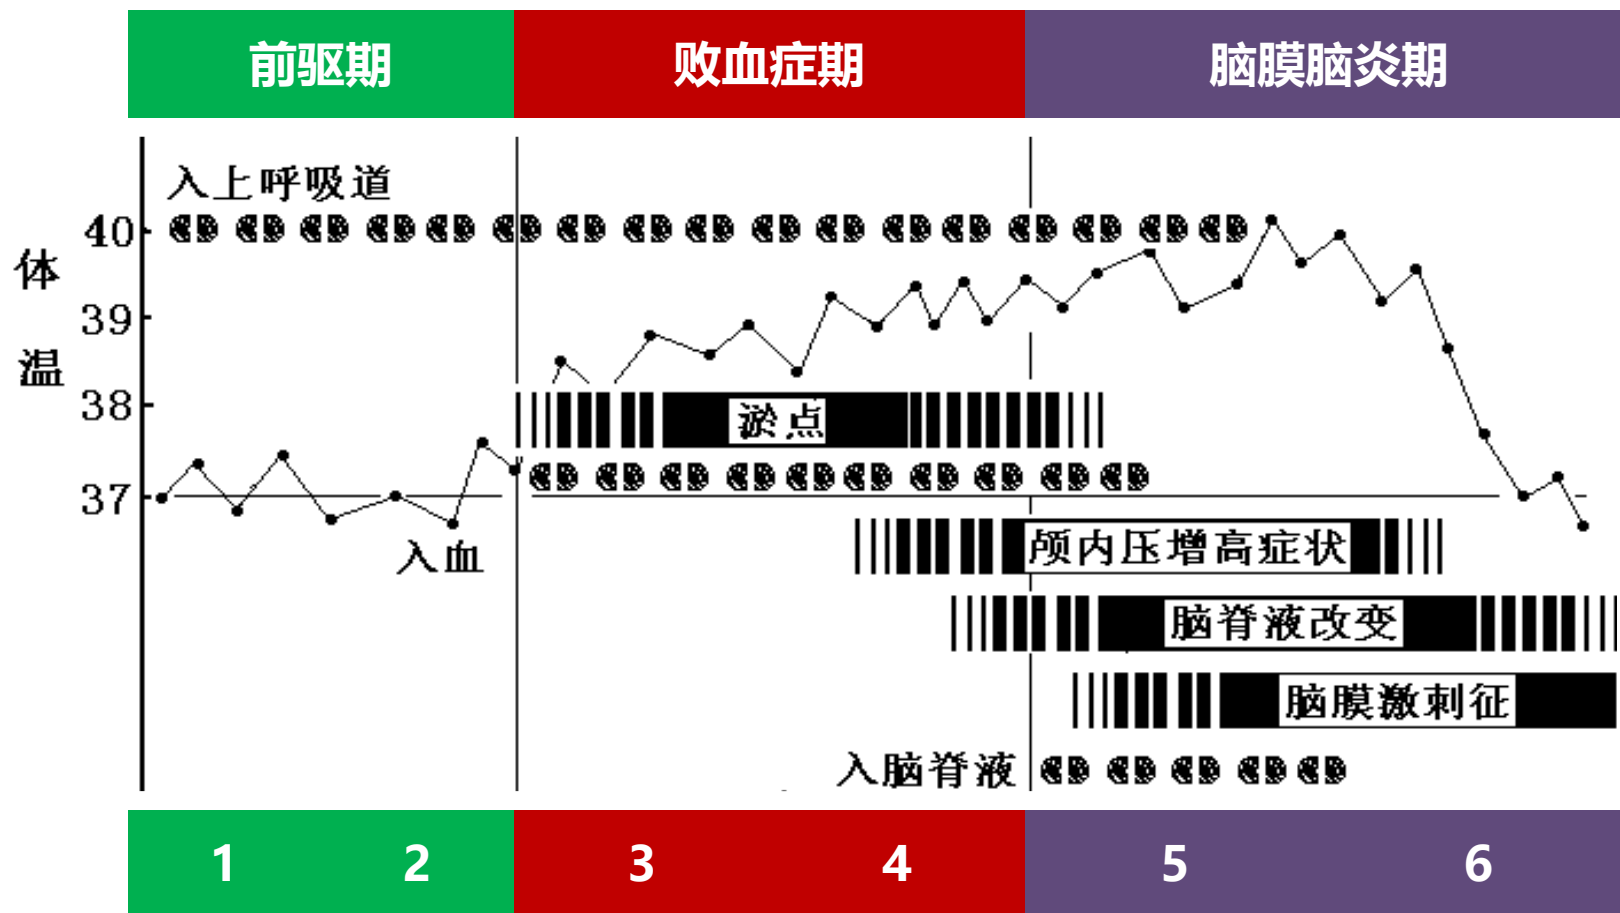 前驱期 败血症期 脑膜脑炎期
入上呼吸道
40
体
39
温
38
淤点
37
入血
颅内压增高症状
脑脊液改变
脑膜激刺征
入脑脊液
1 2 3 4 5 6